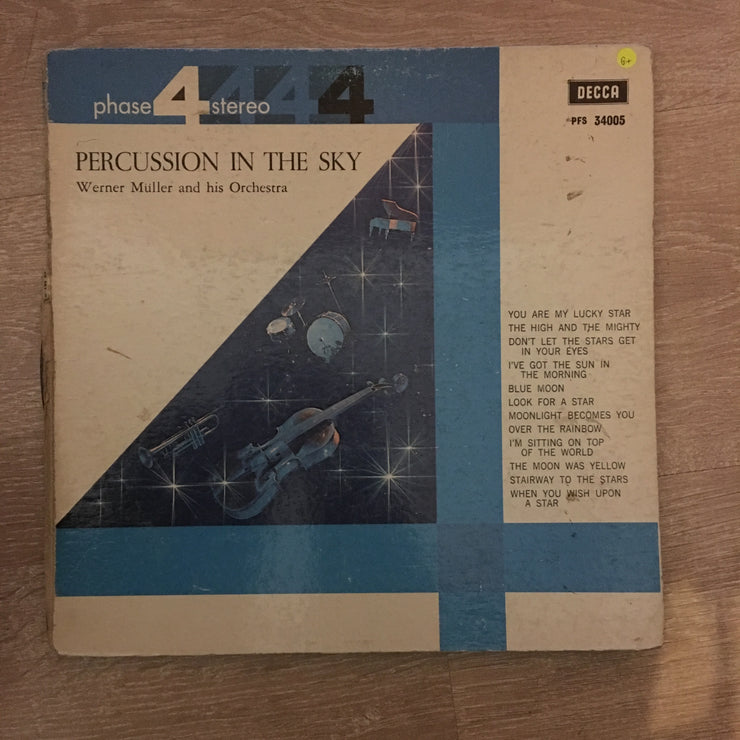 phase 4 stereo 4
PERCUSSION IN THE SKY
Werner Müller and his Orchestra
G+
DECCA
PFS 34005
YOU ARE MY LUCKY STAR
THE HIGH AND THE MIGHTY
DON'T LET THE STARS GET
IN YOUR EYES
I'VE GOT THE SUN IN
THE MORNING
BLUE MOON
LOOK FOR A STAR
MOONLIGHT BECOMES YOU
OVER THE RAINBOW
I'M SITTING ON TOP
OF THE WORLD
THE MOON WAS YELLOW
STAIRWAY TO THE STARS
WHEN YOU WISH UPON
A STAR